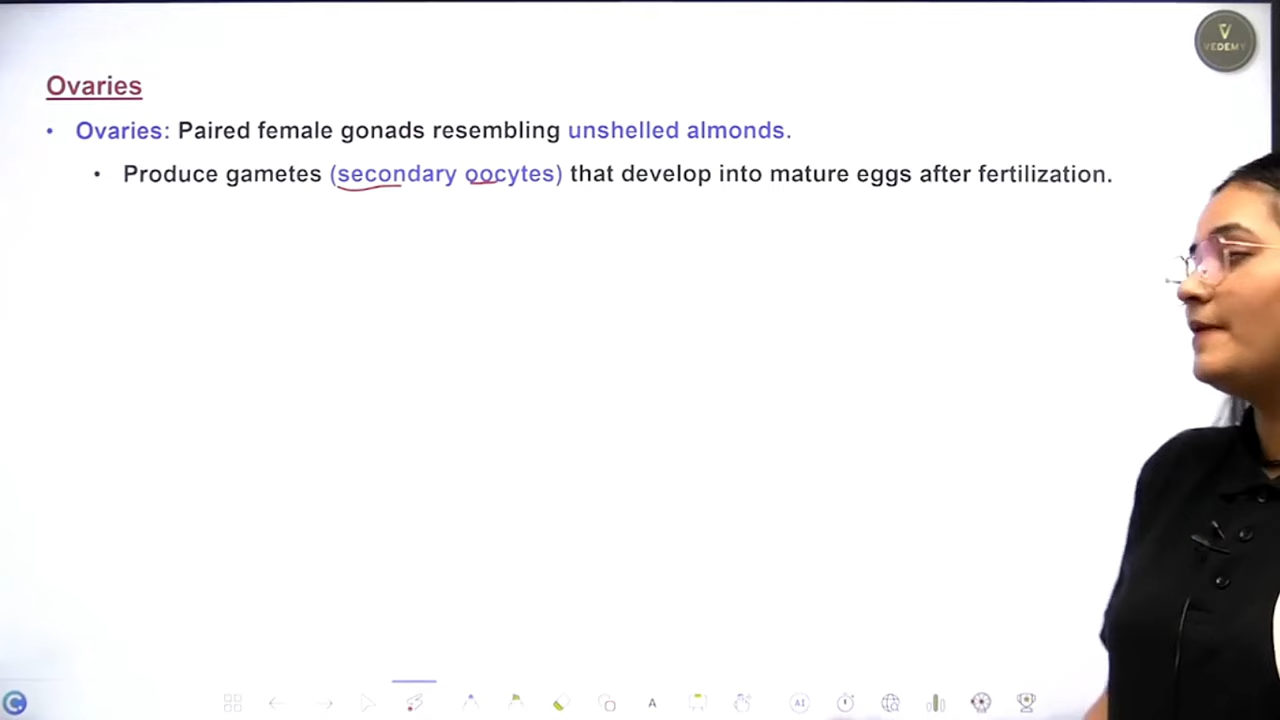 VEDEMY
Ovaries
• Ovaries: Paired female gonads resembling unshelled almonds.
• Produce gametes (secondary oocytes) that develop into mature eggs after fertilization.
A
AI